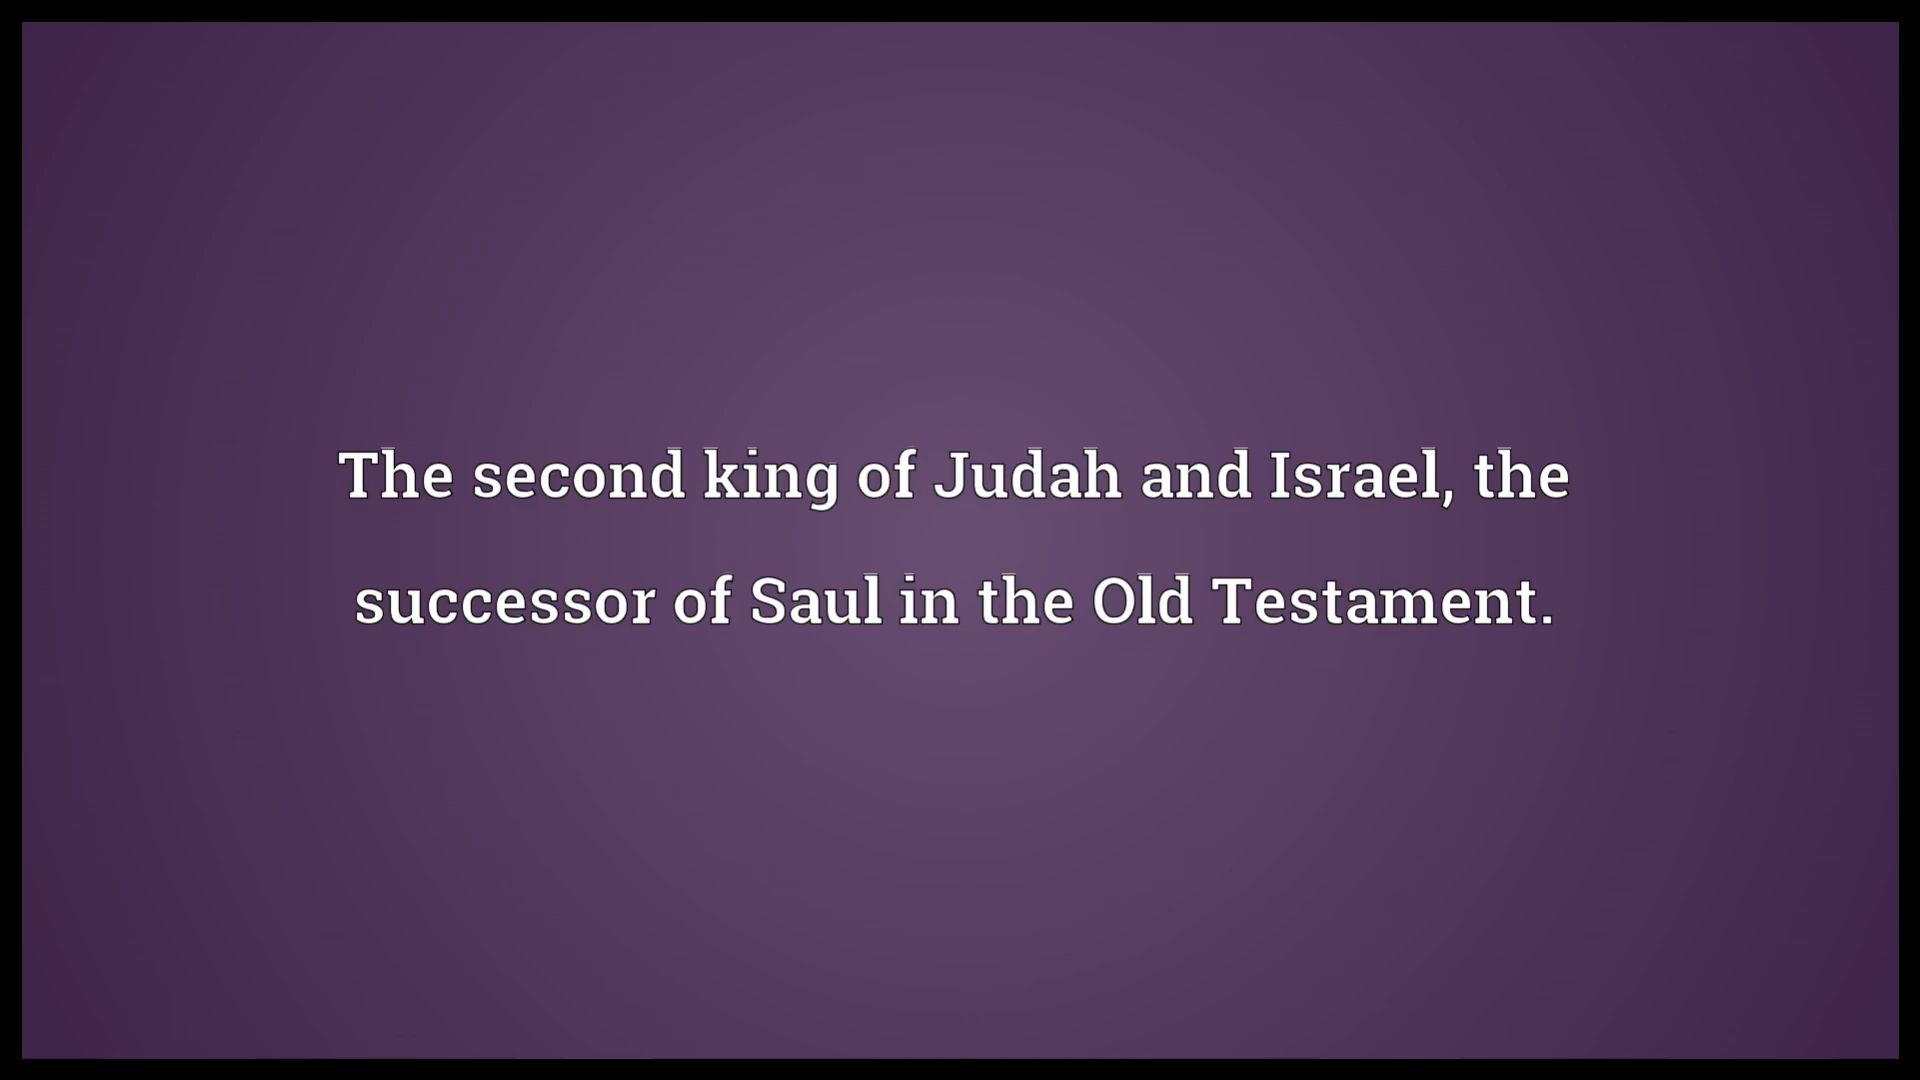 The second king of Judah and Israel, the
successor of Saul in the Old Testament.